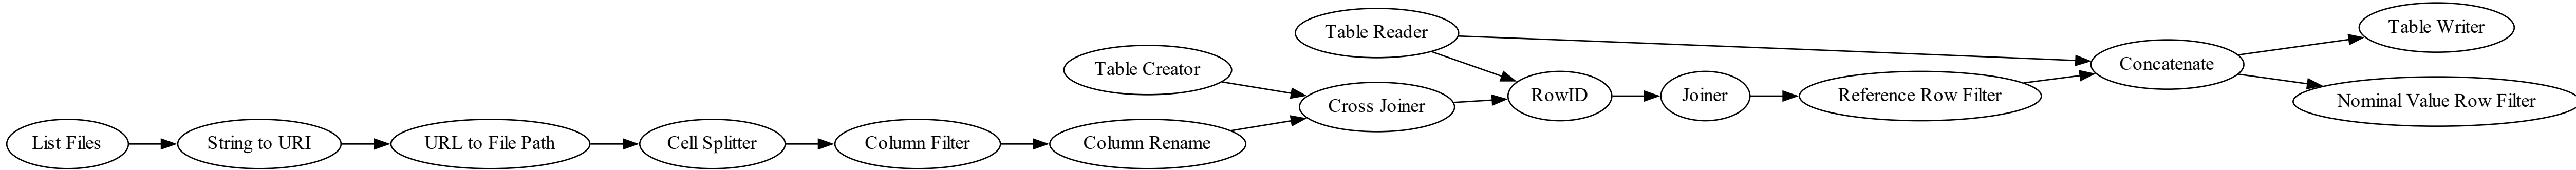 List Files
String to URI
URL to File Path
Cell Splitter
Column Filter
Table Creator
Column Rename
Table Reader
Cross Joiner
RowID
Joiner
Reference Row Filter
Concatenate
Table Writer
Nominal Value Row Filter